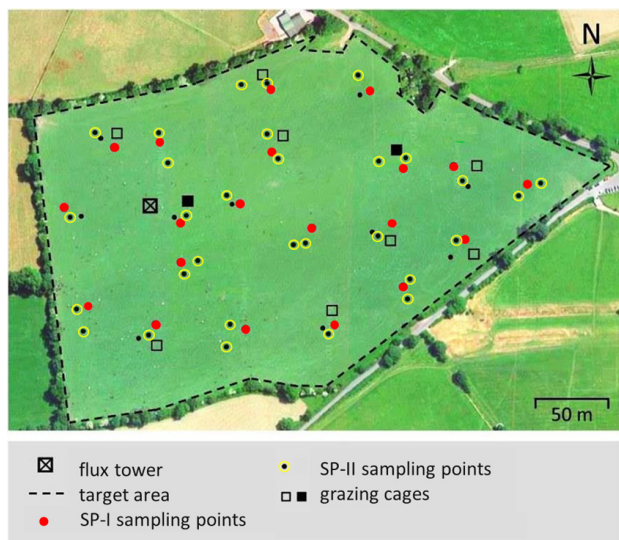 N
50 m
flux tower
target area
SP-I sampling points
SP-II sampling points
grazing cages